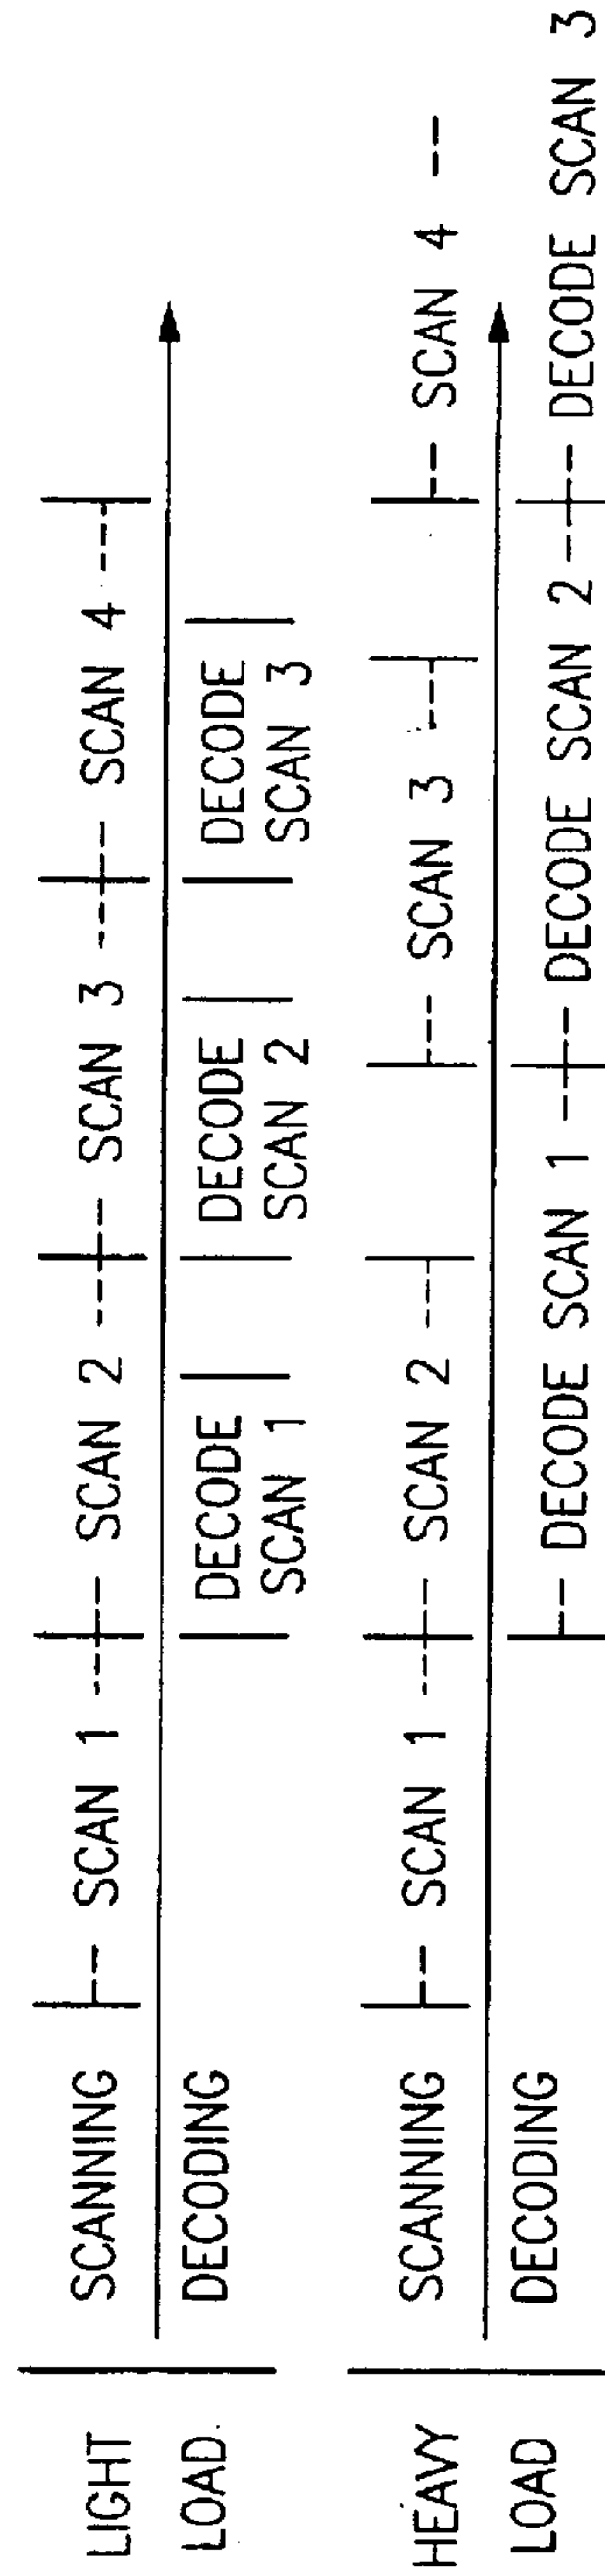 LIGHT
LOAD.
SCANNING
SCAN 1
SCAN 2
SCAN 3
SCAN 4
DECODING
DECODE
SCAN 1
DECODE
SCAN 2
DECODE
SCAN 3
HEAVY
LOAD
SCANNING
SCAN 1
SCAN 2
SCAN 3
SCAN 4
DECODING
DECODE SCAN 1
DECODE SCAN 2
DECODE SCAN 3